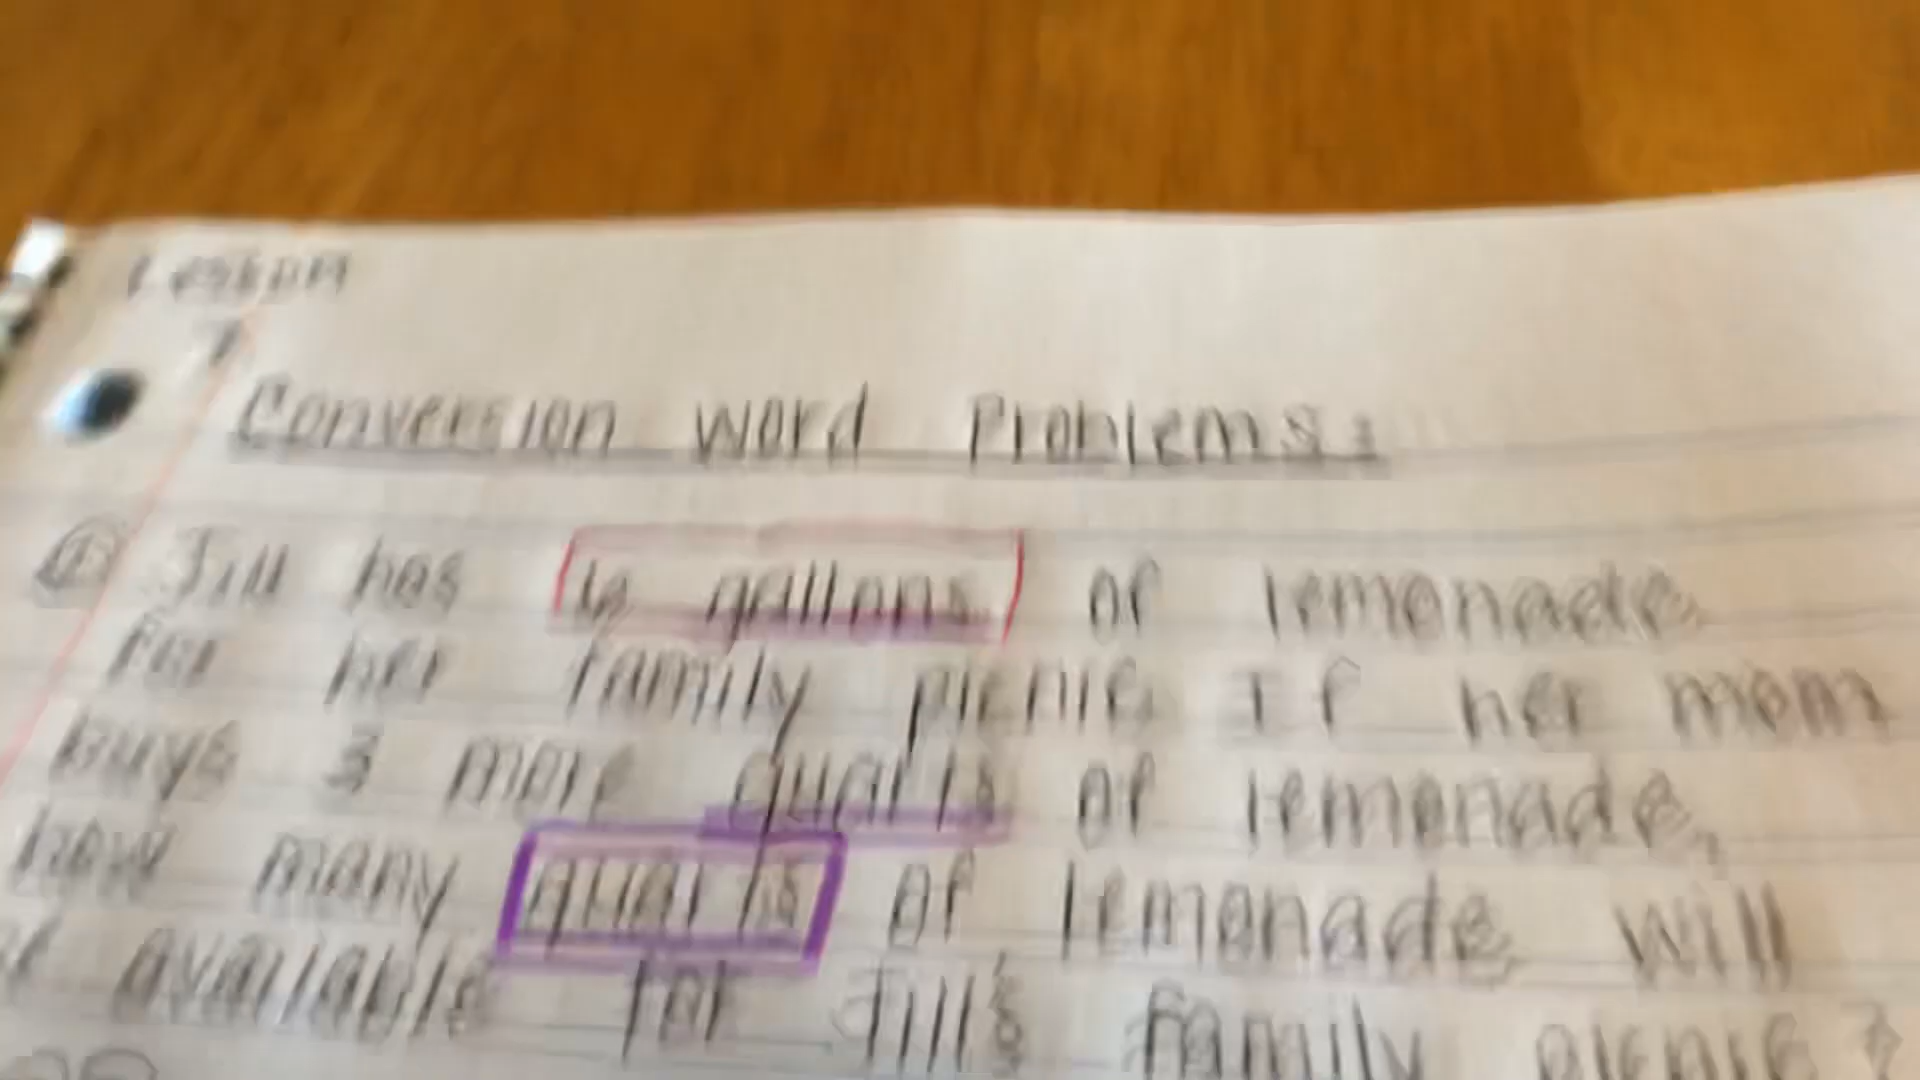 Lesson
7
Conversion Word Problems:
① Jill has gallons of lemonade
for her family picnic. If her mom
buys 3 more quarts of lemonade,
how many quarts of lemonade will
available for Jill's family picnic?